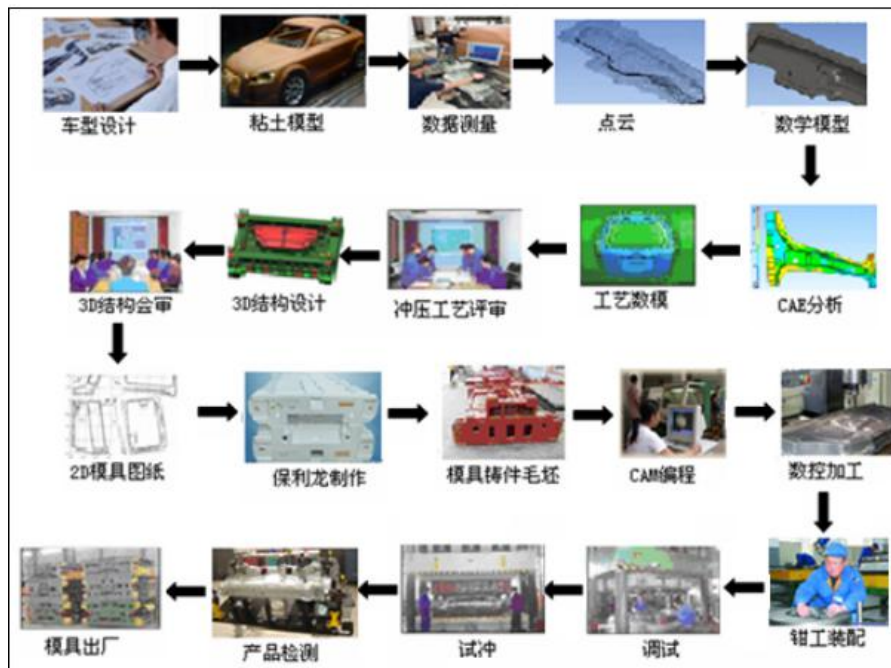 车型设计
粘土模型
数据测量
点云
数学模型
CAE分析
工艺数模
冲压工艺评审
3D结构设计
3D结构会审
2D模具图纸
保利龙制作
模具铸件毛坯
CAM编程
数控加工
钳工装配
调试
试冲
产品检测
模具出厂